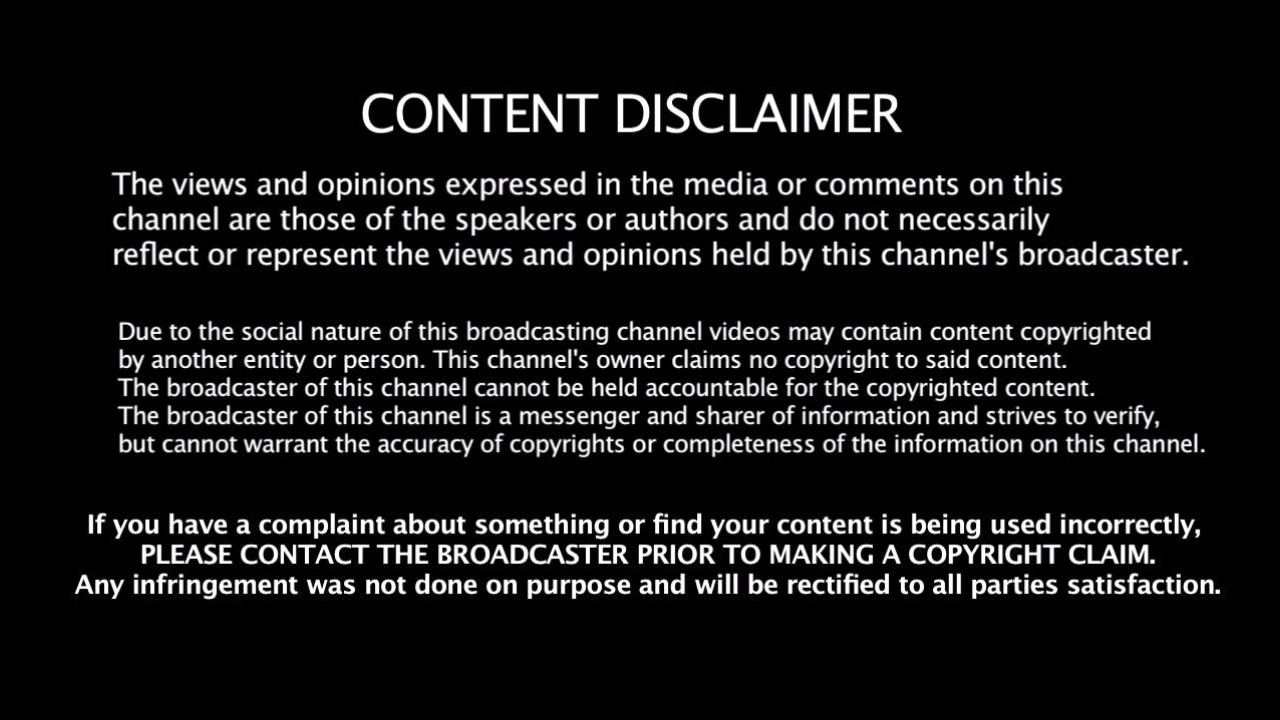 CONTENT DISCLAIMER
The views and opinions expressed in the media or comments on this
channel are those of the speakers or authors and do not necessarily
reflect or represent the views and opinions held by this channel's broadcaster.
Due to the social nature of this broadcasting channel videos may contain content copyrighted
by another entity or person. This channel's owner claims no copyright to said content.
The broadcaster of this channel cannot be held accountable for the copyrighted content.
The broadcaster of this channel is a messenger and sharer of information and strives to verify,
but cannot warrant the accuracy of copyrights or completeness of the information on this channel.
If you have a complaint about something or find your content is being used incorrectly,
PLEASE CONTACT THE BROADCASTER PRIOR TO MAKING A COPYRIGHT CLAIM.
Any infringement was not done on purpose and will be rectified to all parties satisfaction.